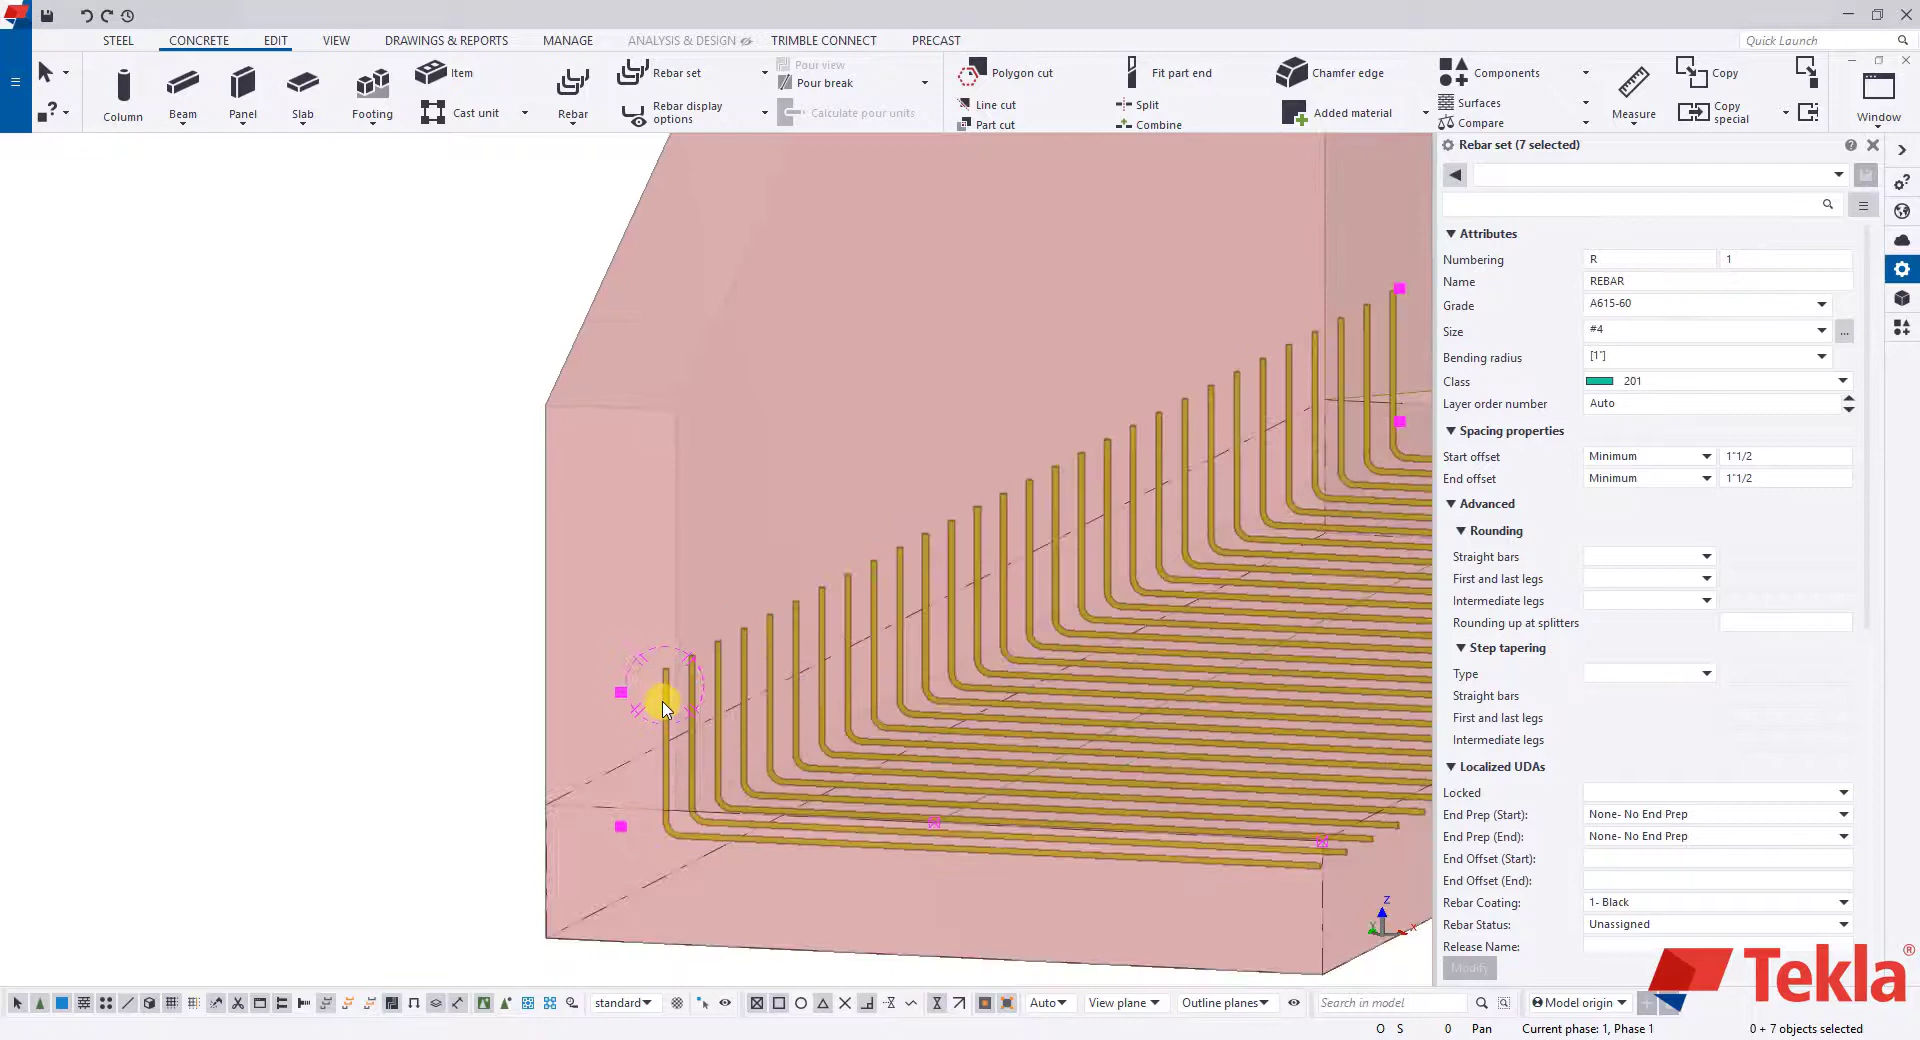 STEEL CONCRETE EDIT VIEW DRAWINGS & REPORTS MANAGE ANALYSIS & DESIGN TRIMBLE CONNECT PRECAST Quick Launch
Column Beam Panel Slab Footing
Item
Cast unit
Rebar
Rebar set
Rebar display options
Pour view
Pour break
Calculate pour units
Polygon cut
Line cut
Part cut
Fit part end
Split
Combine
Chamfer edge
Added material
Components
Surfaces
Compare
Measure
Copy
Copy special
Window
Rebar set (7 selected)
Attributes
Numbering R 1
Name REBAR
Grade A615-60
Size #4 ...
Bending radius [1"]
Class 201
Layer order number Auto
Spacing properties
Start offset Minimum 1"1/2
End offset Minimum 1"1/2
Advanced
Rounding
Straight bars
First and last legs
Intermediate legs
Rounding up at splitters
Step tapering
Type
Straight bars
First and last legs
Intermediate legs
Localized UDAs
Locked
End Prep (Start): None- No End Prep
End Prep (End): None- No End Prep
End Offset (Start):
End Offset (End):
Rebar Coating: 1- Black
Rebar Status: Unassigned
Release Name:
Modify
Z
X
Tekla®
standard Auto View plane Outline planes Search in model Model origin
O S 0 Pan Current phase: 1, Phase 1 0 + 7 objects selected